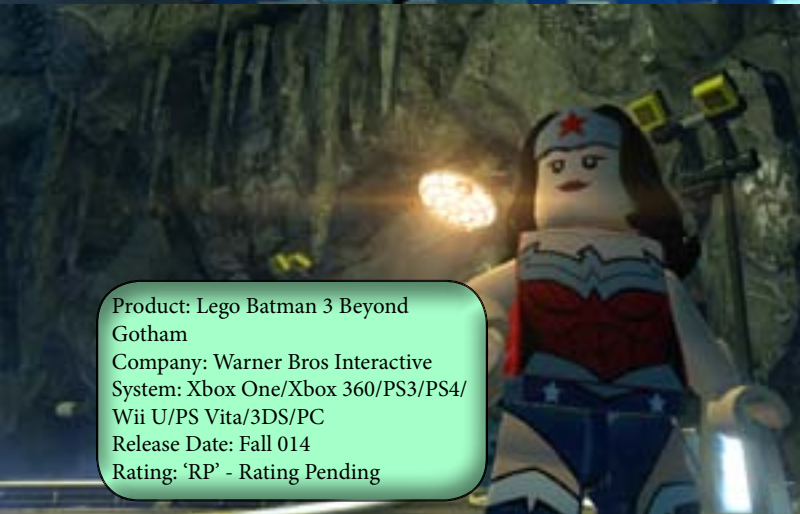 Product: Lego Batman 3 Beyond
Gotham
Company: Warner Bros Interactive
System: Xbox One/Xbox 360/PS3/PS4/
Wii U/PS Vita/3DS/PC
Release Date: Fall 014
Rating: ‘RP’ - Rating Pending